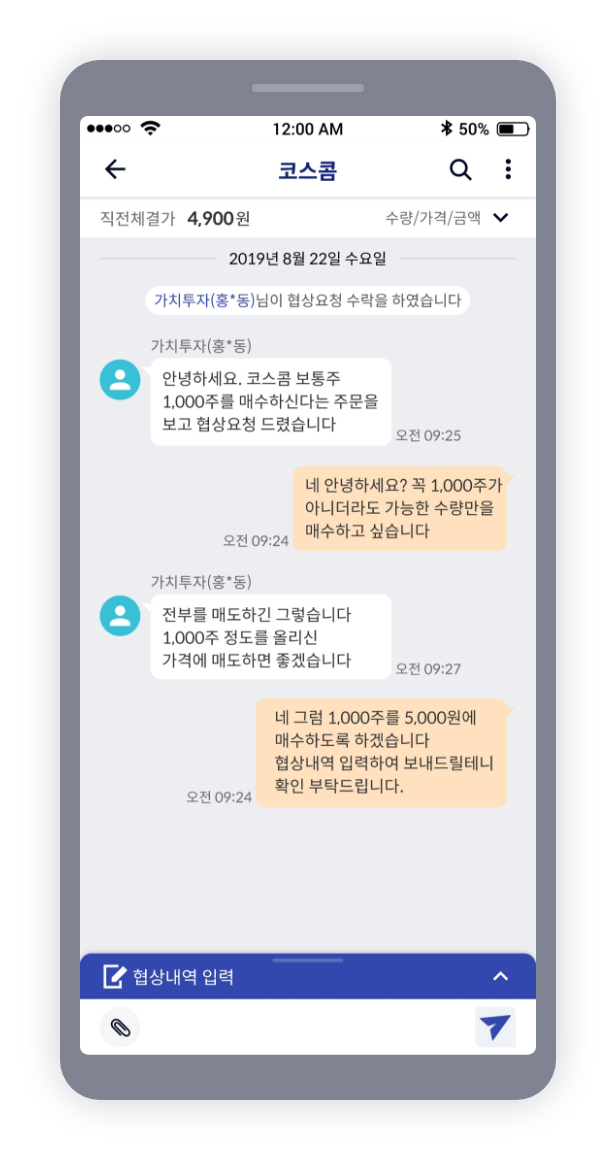 12:00 AM
50%
코스콤
직전체결가 4,900원
수량/가격/금액
2019년 8월 22일 수요일
가치투자(홍*동)님이 협상요청 수락을 하였습니다
가치투자(홍*동)
안녕하세요. 코스콤 보통주
1,000주를 매수하신다는 주문을
보고 협상요청 드렸습니다
오전 09:25
네 안녕하세요? 꼭 1,000주가
아니더라도 가능한 수량만을
매수하고 싶습니다
오전 09:24
가치투자(홍*동)
전부를 매도하긴 그렇습니다
1,000주 정도를 올리신
가격에 매도하면 좋겠습니다
오전 09:27
네 그럼 1,000주를 5,000원에
매수하도록 하겠습니다
협상내역 입력하여 보내드릴테니
확인 부탁드립니다.
오전 09:24
협상내역 입력